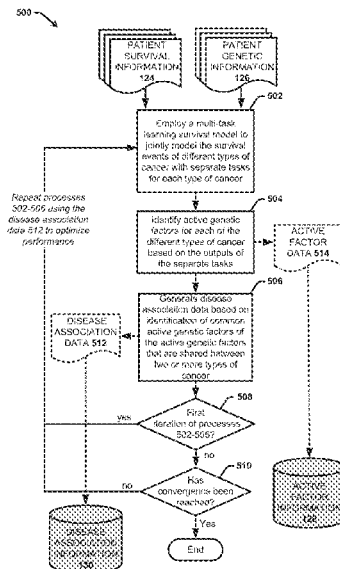 500
PATIENT
SURVIVAL
INFORMATION
124
PATIENT
GENETIC
INFORMATION
126
502
Employ a multi-task
learning survival model to
jointly model the survival
events of different types of
cancer with separate tasks
for each type of cancer
Repeat processes
502-506 using the
disease association
data 512 to optimize
performance
504
Identify active genetic
factors for each of the
different types of cancer
based on the outputs of
the separate tasks
ACTIVE
FACTOR
DATA 514
506
Generate disease
association data based on
identification of common
active genetic factors of
the active genetic factors
that are shared between
two or more types of
cancer
DISEASE
ASSOCIATION
DATA 512
508
First
iteration of processes
502-506?
yes
no
510
Has
convergence been
reached?
no
Yes
End
DISEASE
ASSOCIATION
INFORMATION
130
ACTIVE
FACTOR
INFORMATION
128